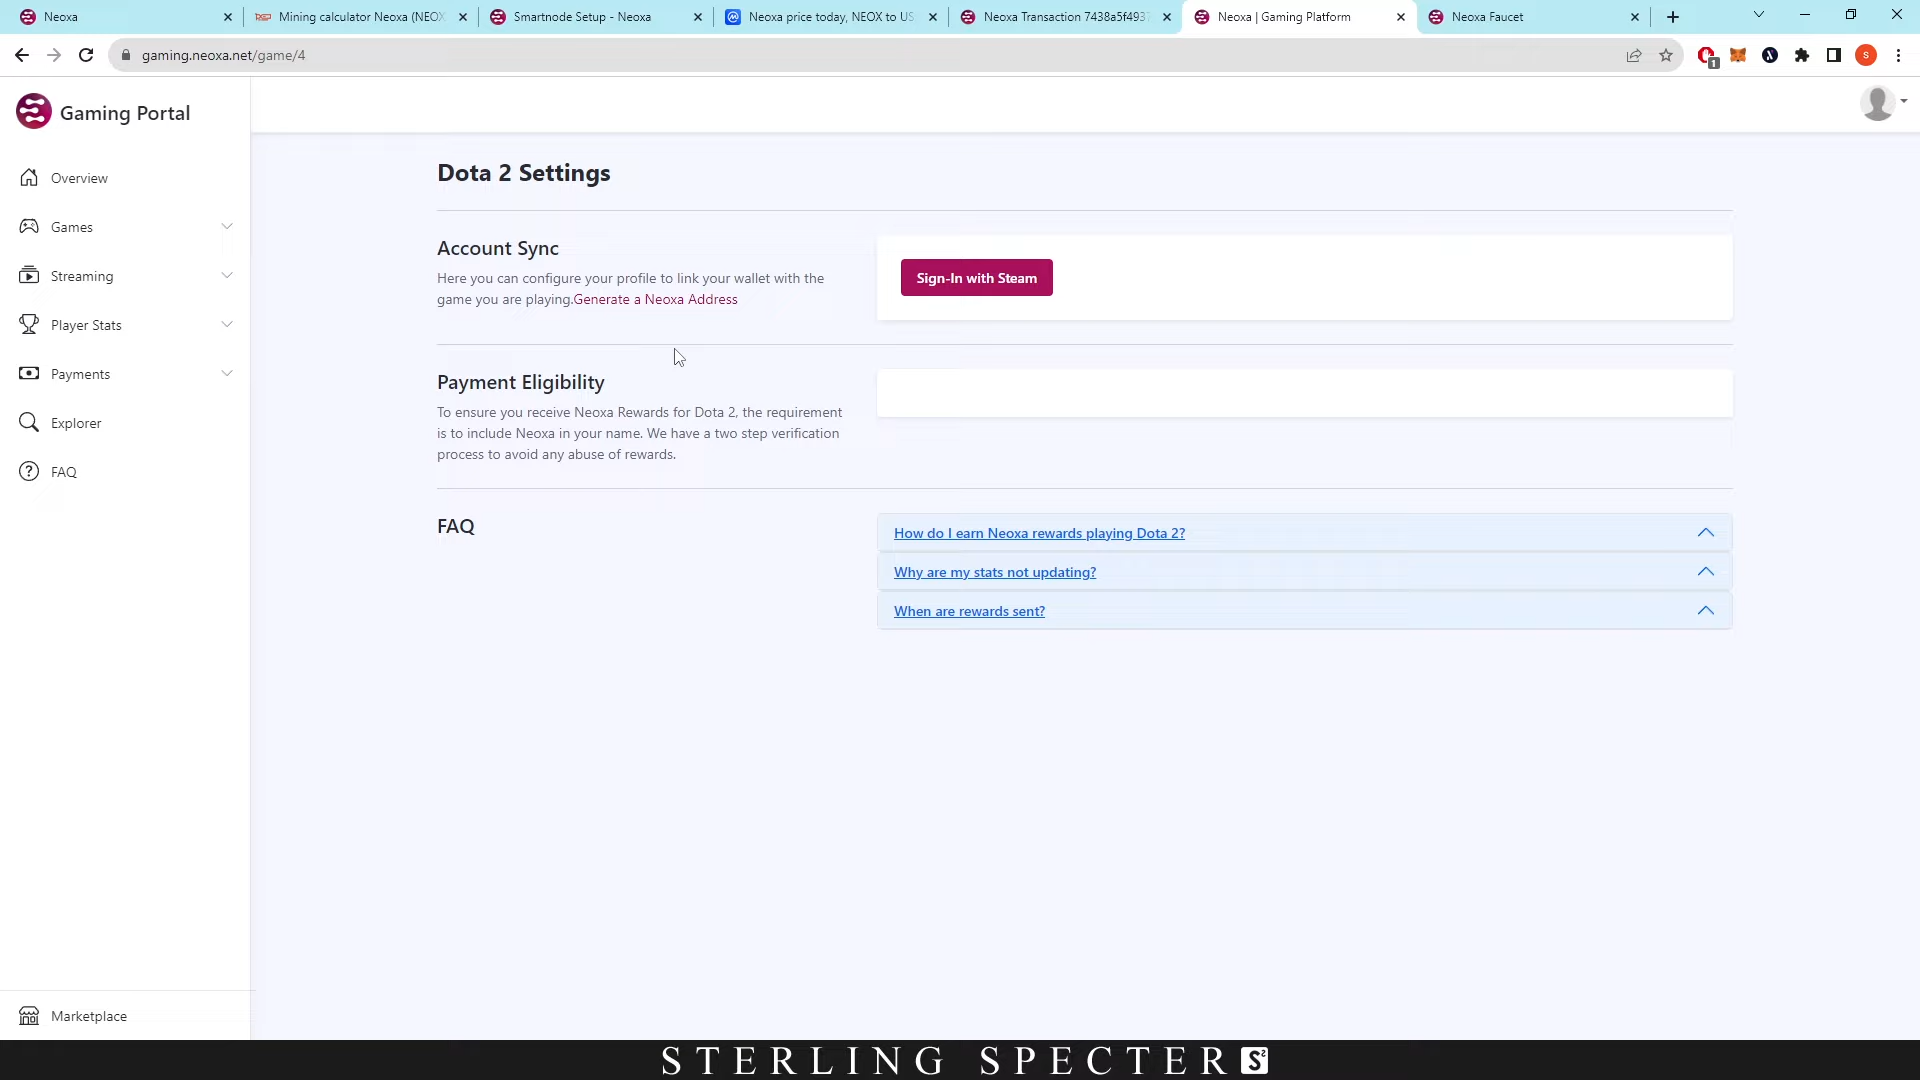 Neoxa
Mining calculator Neoxa (NEOX
Smartnode Setup - Neoxa
Neoxa price today, NEOX to US
Neoxa Transaction 7438a5f493
Neoxa | Gaming Platform
Neoxa Faucet
gaming.neoxa.net/game/4
1
S
Gaming Portal
Overview
Games
Streaming
Player Stats
Payments
Explorer
FAQ
Marketplace
Dota 2 Settings
Account Sync
Here you can configure your profile to link your wallet with the
game you are playing.Generate a Neoxa Address
Sign-In with Steam
Payment Eligibility
To ensure you receive Neoxa Rewards for Dota 2, the requirement
is to include Neoxa in your name. We have a two step verification
process to avoid any abuse of rewards.
FAQ
How do I earn Neoxa rewards playing Dota 2?
Why are my stats not updating?
When are rewards sent?
STERLING SPECTER